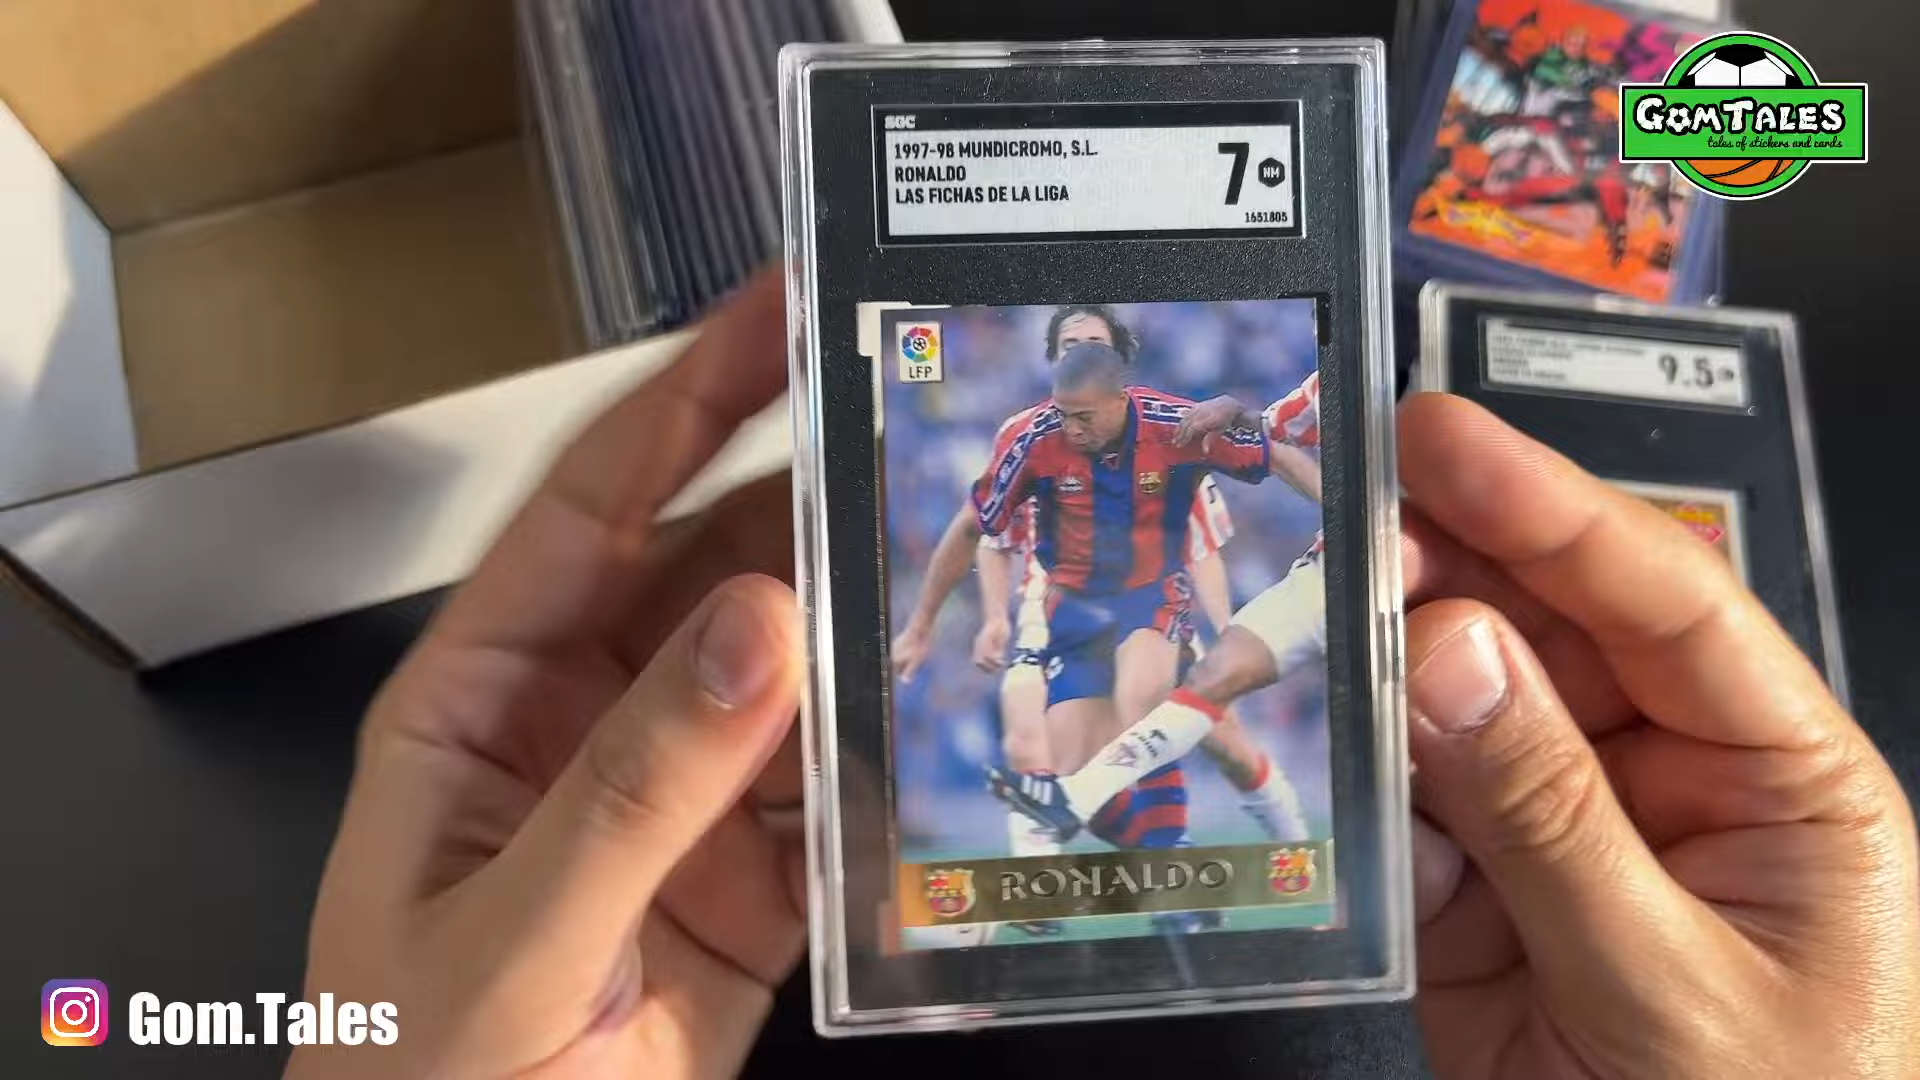 SGC
1997-98 MUNDICROMO, S.L.
RONALDO
LAS FICHAS DE LA LIGA
7
NM
1651805
LFP
RONALDO
9.5
GOMTALES
tales of stickers and cards
Gom.Tales